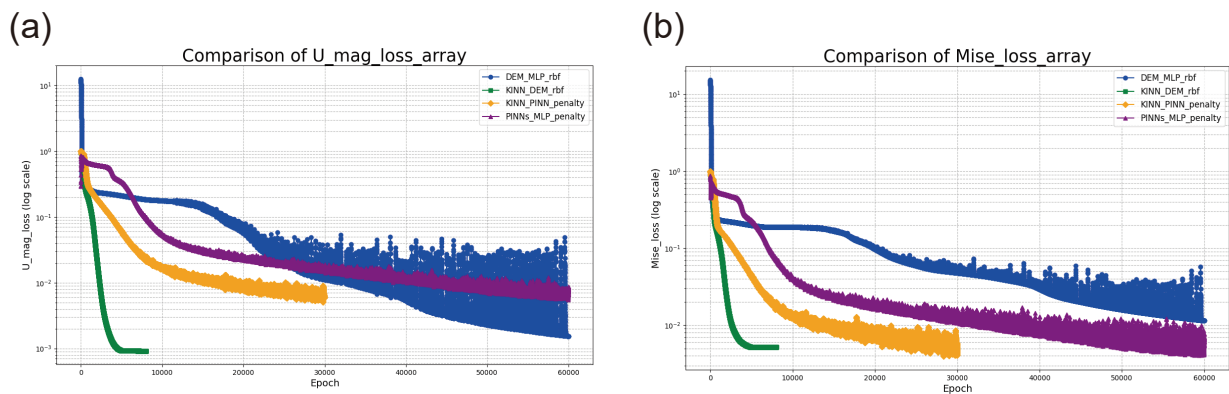 (a)
Comparison of U_mag_loss_array
DEM_MLP_rbf
KINN_DEM_rbf
KINN_PINN_penalty
PINNs_MLP_penalty
U_mag_loss (log scale)
10¹
10⁰
10⁻¹
10⁻²
10⁻³
0 10000 20000 30000 40000 50000 60000
Epoch
(b)
Comparison of Mise_loss_array
DEM_MLP_rbf
KINN_DEM_rbf
KINN_PINN_penalty
PINNs_MLP_penalty
Mise_loss (log scale)
10¹
10⁰
10⁻¹
10⁻²
0 10000 20000 30000 40000 50000 60000
Epoch